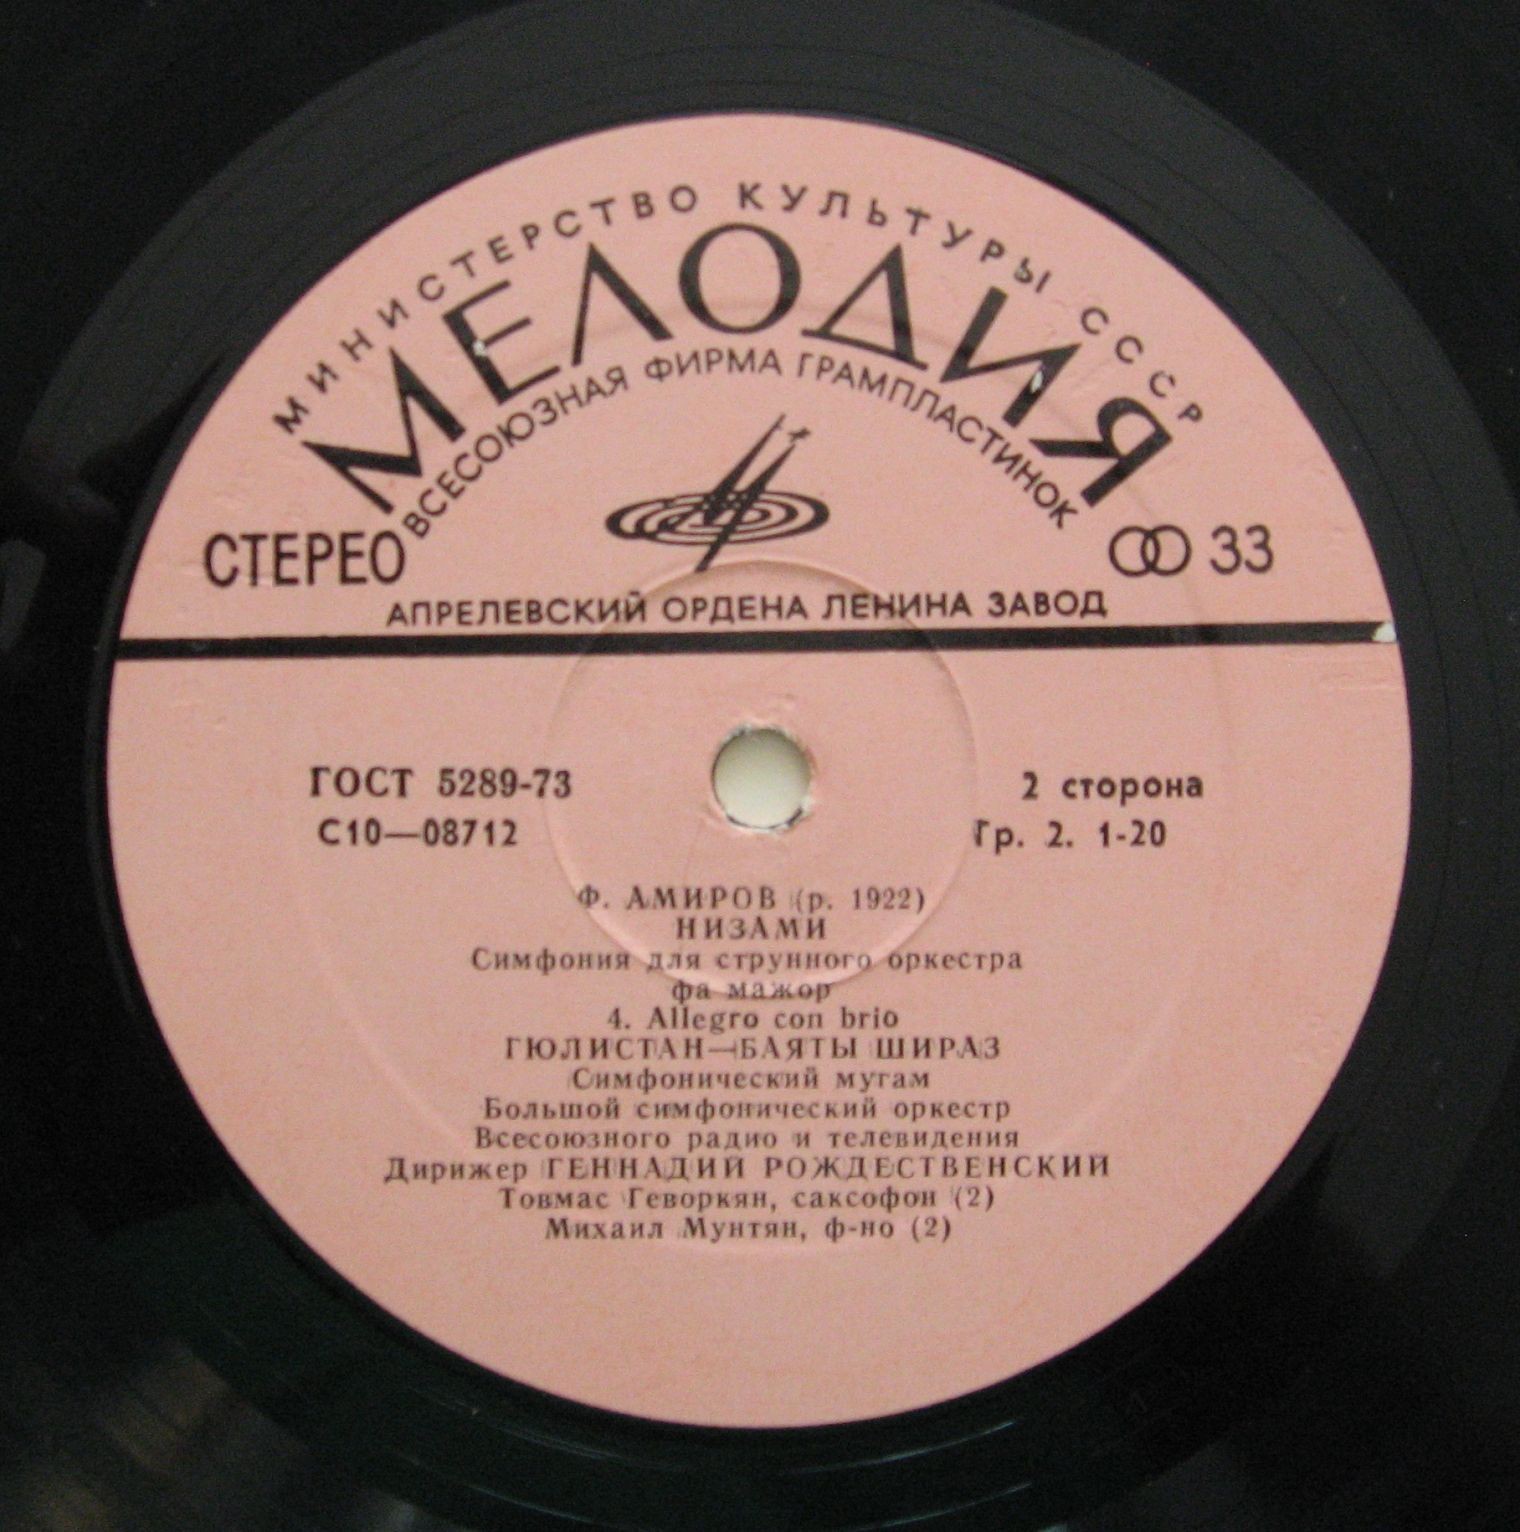 МИНИСТЕРСТВО КУЛЬТУРЫ СССР
МЕЛОДИЯ
ВСЕСОЮЗНАЯ ФИРМА ГРАМПЛАСТИНОК
СТЕРЕО
33
АПРЕЛЕВСКИЙ ОРДЕНА ЛЕНИНА ЗАВОД
ГОСТ 5289-73
2 сторона
С10—08712
Гр. 2. 1-20
Ф. АМИРОВ (р. 1922)
НИЗАМИ
Симфония для струнного оркестра
фа мажор
4. Allegro con brio
ГЮЛИСТАН—БАЯТЫ ШИРАЗ
Симфонический мугам
Большой симфонический оркестр
Всесоюзного радио и телевидения
Дирижер ГЕННАДИЙ РОЖДЕСТВЕНСКИЙ
Товмас Геворкян, саксофон (2)
Михаил Мунтян, ф-но (2)